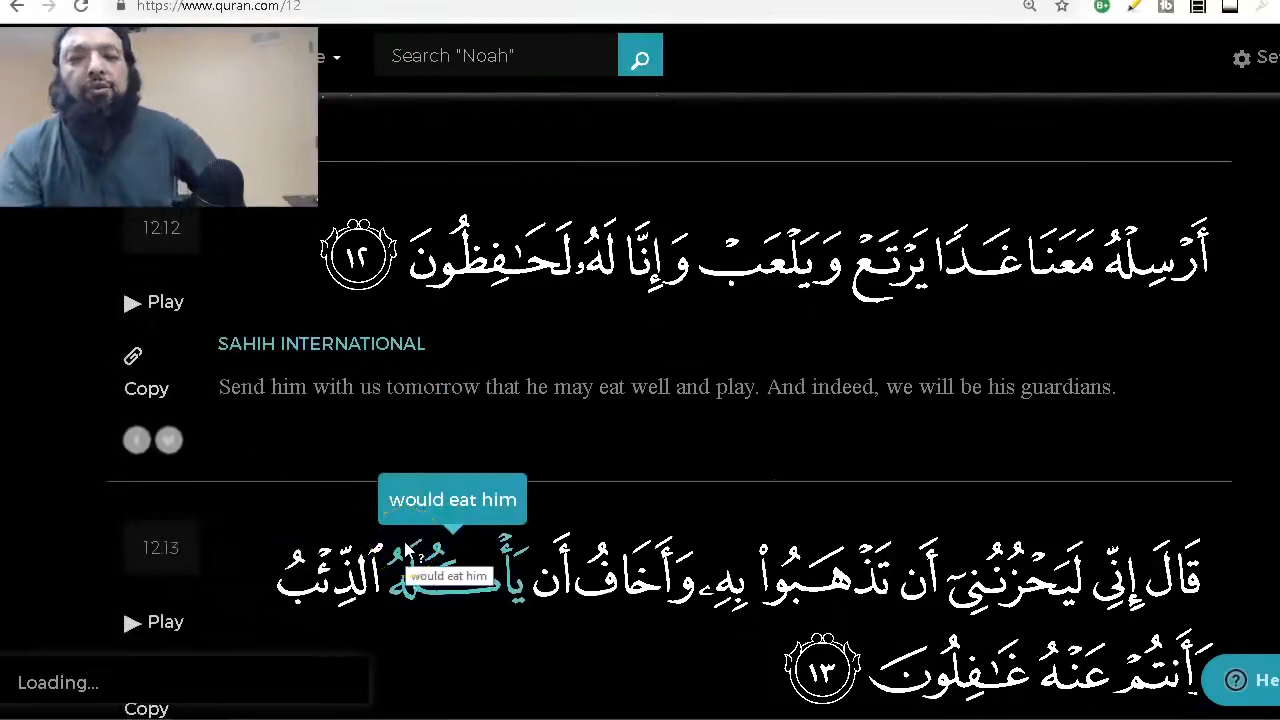 https://www.quran.com/12
Search "Noah"
12:12
أَرْسِلْهُ مَعَنَا غَدًا يَرْتَعْ وَيَلْعَبْ وَإِنَّا لَهُۥ لَحَـٰفِظُونَ ١٢
Play
SAHIH INTERNATIONAL
Copy
Send him with us tomorrow that he may eat well and play. And indeed, we will be his guardians.
would eat him
12:13
قَالَ إِنِّى لَيَحْزُنُنِىٓ أَن تَذْهَبُوا۟ بِهِۦ وَأَخَافُ أَن يَأْكُلَهُ ٱلذِّئْبُ
would eat him
Play
وَأَنتُمْ عَنْهُ غَـٰفِلُونَ ١٣
Loading...
Copy